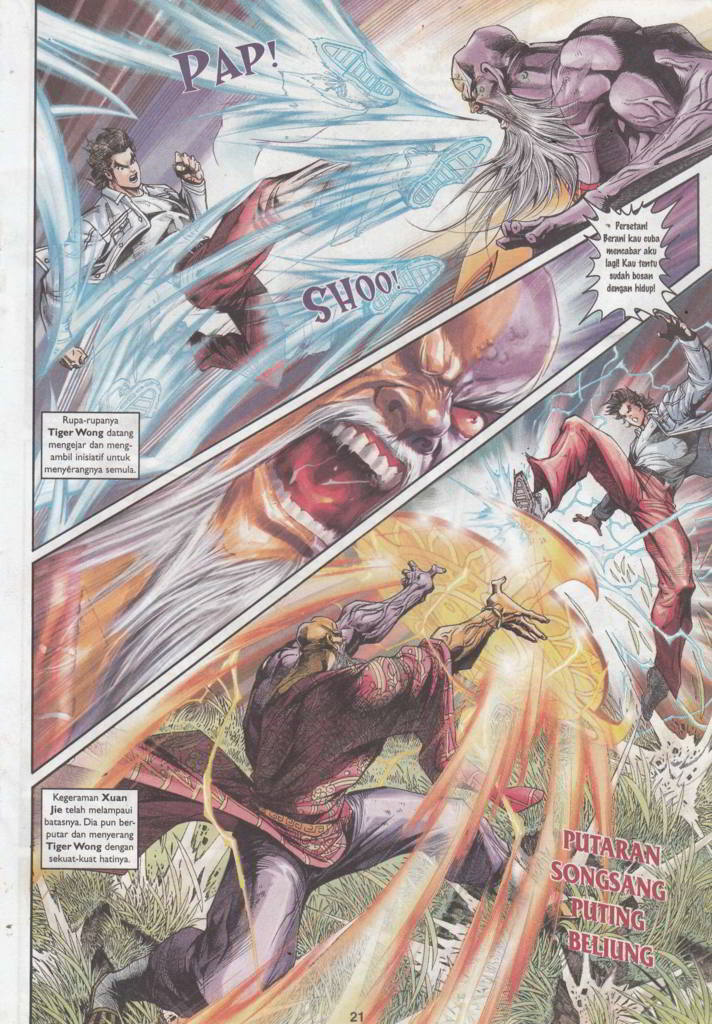 PAP!
Persetan!
Berani kau cuba
mencabar aku
lagi! Kau tentu
sudah bosan
dengan hidup!
SHOO!
Rupa-rupanya
Tiger Wong datang
mengejar dan meng-
ambil inisiatif untuk
menyerangnya semula.
Kegeraman Xuan
Jie telah melampaui
batasnya. Dia pun ber-
putar dan menyerang
Tiger Wong dengan
sekuat-kuat hatinya.
PUTARAN
SONGSANG
PUTING
BELIUNG
21